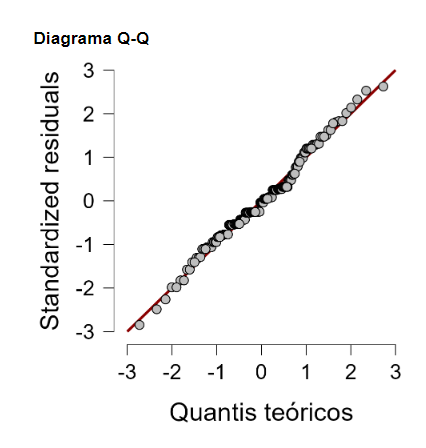 Diagrama Q-Q
Standardized residuals
3
2
1
0
-1
-2
-3
-3 -2 -1 0 1 2 3
Quantis teóricos